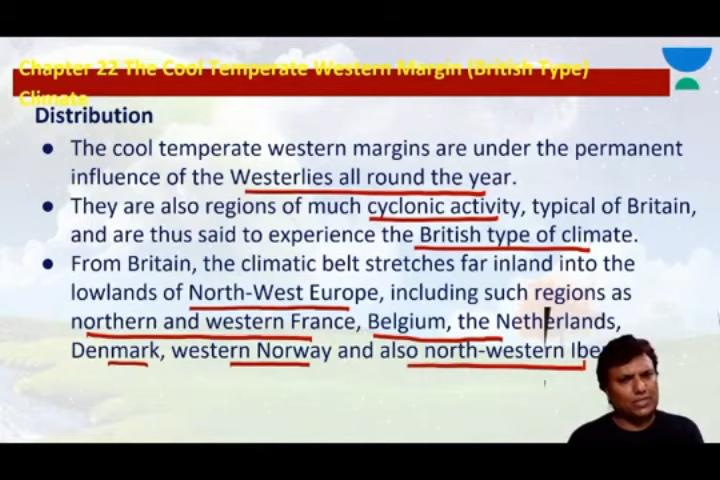 Chapter 22 The Cool Temperate Western Margin (British Type)
Climate
Distribution
● The cool temperate western margins are under the permanent
influence of the Westerlies all round the year.
● They are also regions of much cyclonic activity, typical of Britain,
and are thus said to experience the British type of climate.
● From Britain, the climatic belt stretches far inland into the
lowlands of North-West Europe, including such regions as
northern and western France, Belgium, the Netherlands,
Denmark, western Norway and also north-western